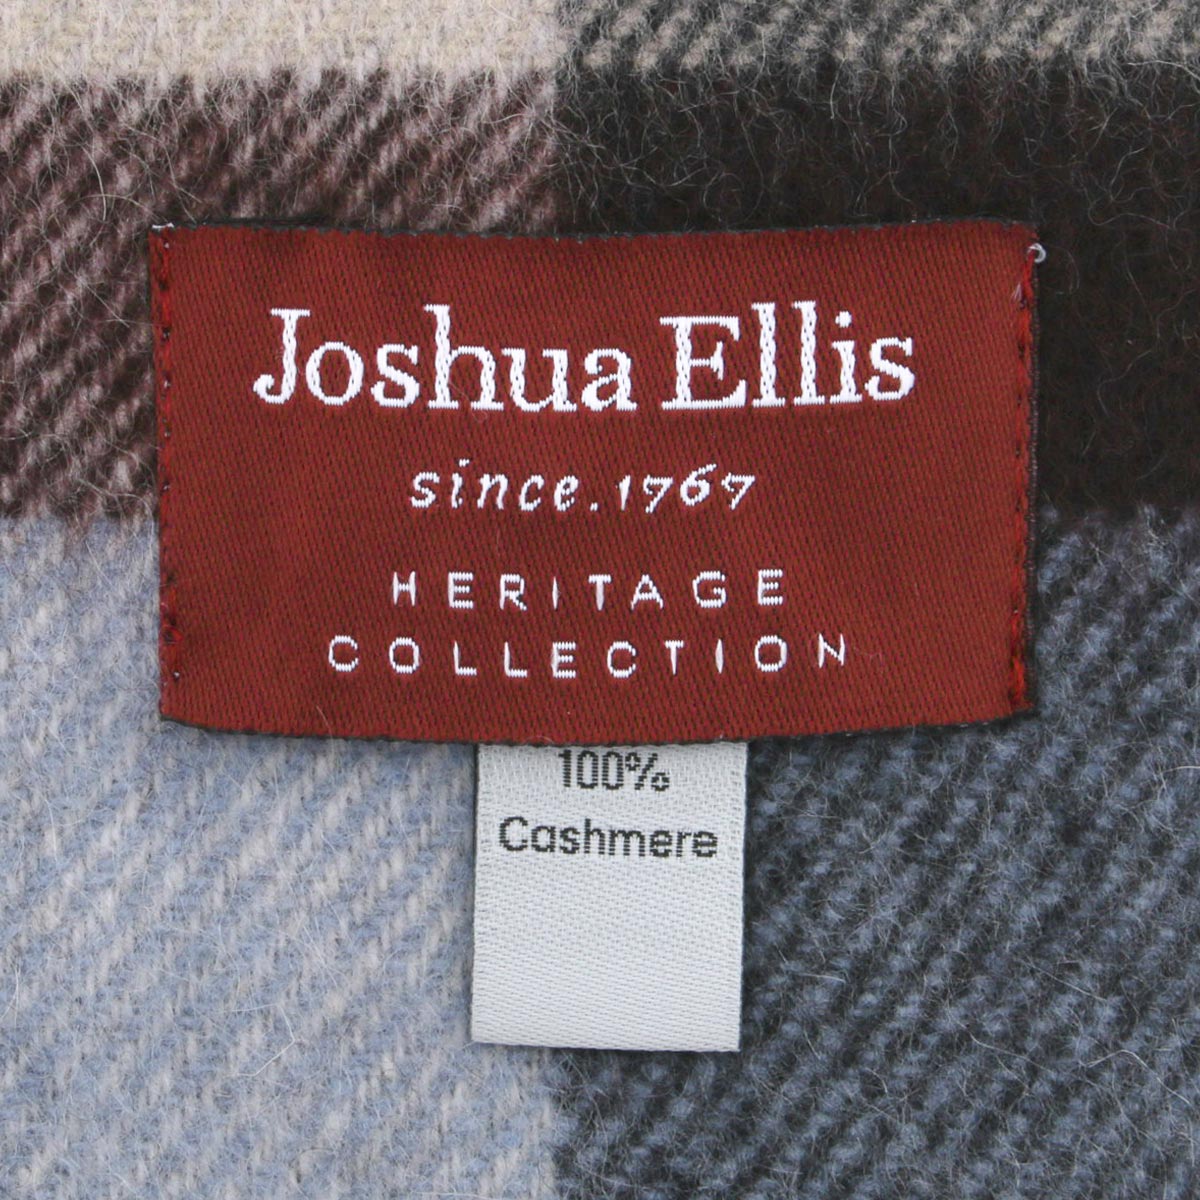 Joshua Ellis
since.1767
HERITAGE
COLLECTION
100%
Cashmere